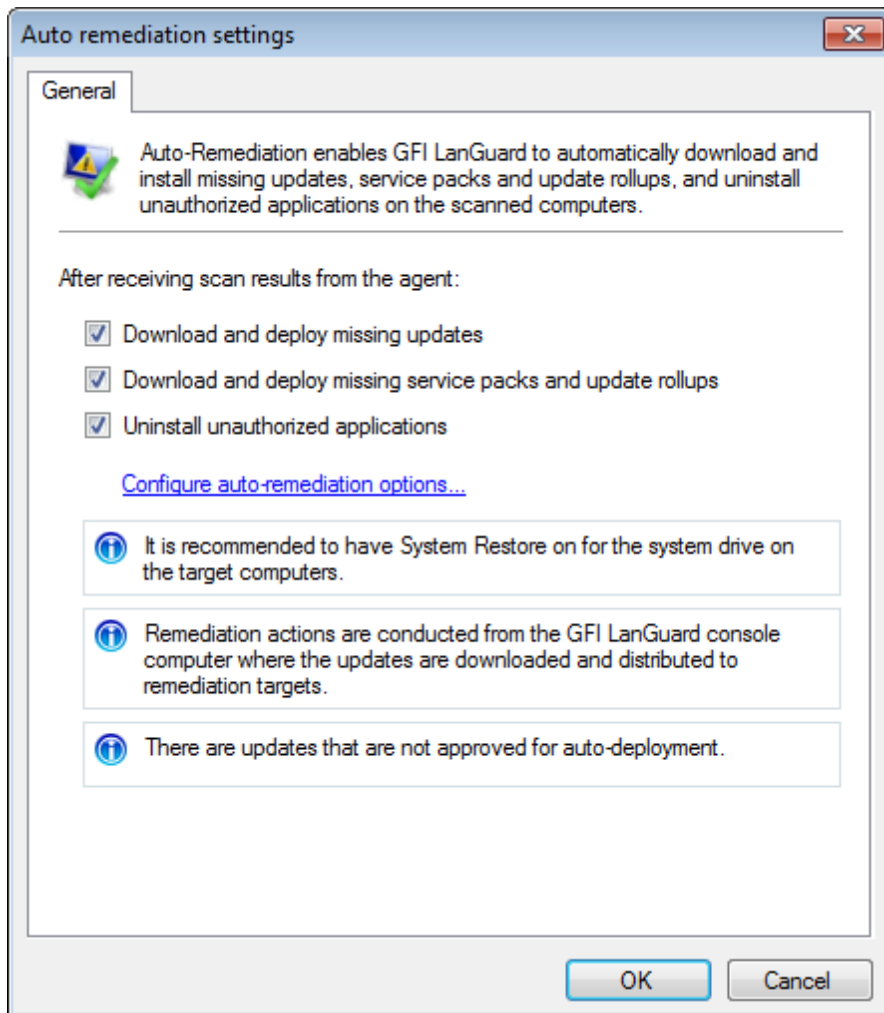 Auto remediation settings
General
Auto-Remediation enables GFI LanGuard to automatically download and
install missing updates, service packs and update rollups, and uninstall
unauthorized applications on the scanned computers.
After receiving scan results from the agent:
Download and deploy missing updates
Download and deploy missing service packs and update rollups
Uninstall unauthorized applications
Configure auto-remediation options...
It is recommended to have System Restore on for the system drive on
the target computers.
Remediation actions are conducted from the GFI LanGuard console
computer where the updates are downloaded and distributed to
remediation targets.
There are updates that are not approved for auto-deployment.
OK
Cancel